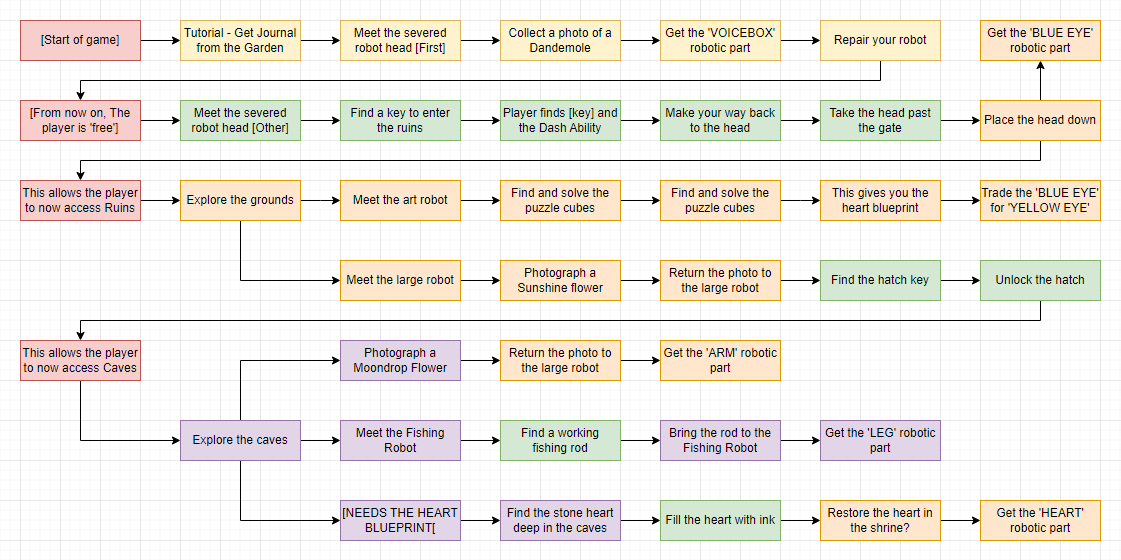 [Start of game]
Tutorial - Get Journal
from the Garden
Meet the severed
robot head [First]
Collect a photo of a
Dandemole
Get the 'VOICEBOX'
robotic part
Repair your robot
Get the 'BLUE EYE'
robotic part
[From now on, The
player is 'free']
Meet the severed
robot head [Other]
Find a key to enter
the ruins
Player finds [key] and
the Dash Ability
Make your way back
to the head
Take the head past
the gate
Place the head down
This allows the player
to now access Ruins
Explore the grounds
Meet the art robot
Find and solve the
puzzle cubes
Find and solve the
puzzle cubes
This gives you the
heart blueprint
Trade the 'BLUE EYE'
for 'YELLOW EYE'
Meet the large robot
Photograph a
Sunshine flower
Return the photo to
the large robot
Find the hatch key
Unlock the hatch
This allows the player
to now access Caves
Photograph a
Moondrop Flower
Return the photo to
the large robot
Get the 'ARM' robotic
part
Explore the caves
Meet the Fishing
Robot
Find a working
fishing rod
Bring the rod to the
Fishing Robot
Get the 'LEG' robotic
part
[NEEDS THE HEART
BLUEPRINT[
Find the stone heart
deep in the caves
Fill the heart with ink
Restore the heart in
the shrine?
Get the 'HEART'
robotic part